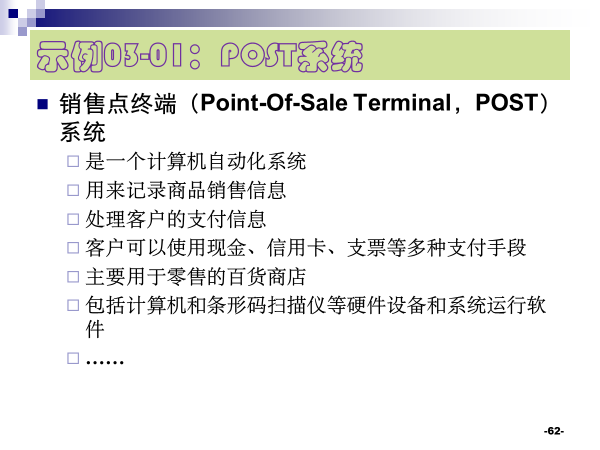 示例03-01：POST系统
销售点终端（Point-Of-Sale Terminal，POST）
系统
是一个计算机自动化系统
用来记录商品销售信息
处理客户的支付信息
客户可以使用现金、信用卡、支票等多种支付手段
主要用于零售的百货商店
包括计算机和条形码扫描仪等硬件设备和系统运行软
件
……
-62-